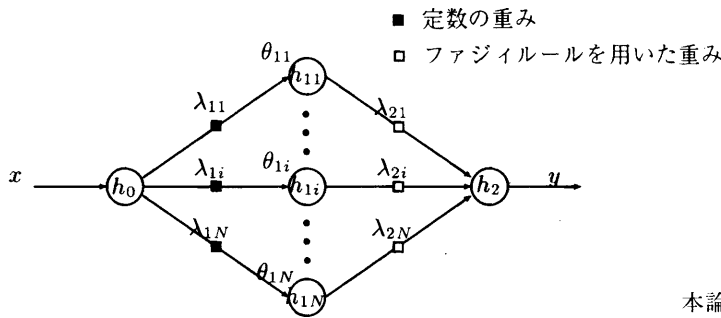 ■ 定数の重み
□ ファジィルールを用いた重み
θ11
h11
λ11
λ21
x
h0
λ1i
θ1i
h1i
λ2i
h2
y
λ1N
λ2N
θ1N
h1N
本論